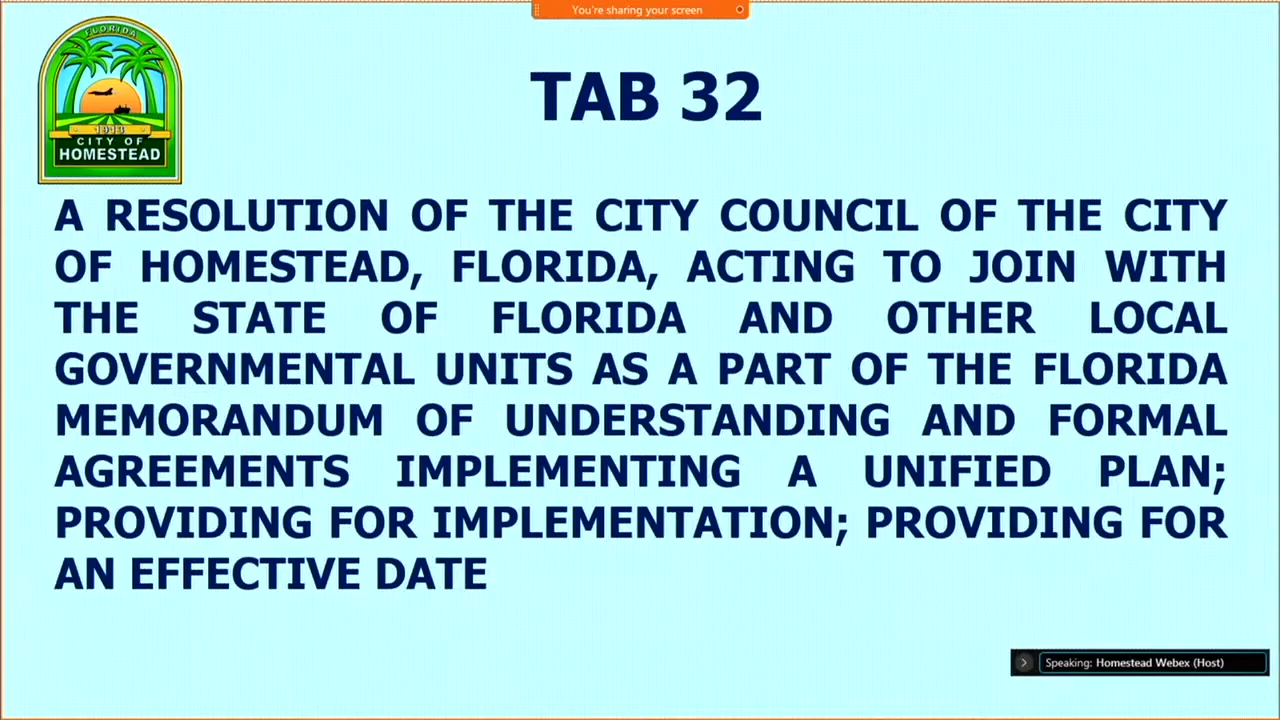 You're sharing your screen
FLORIDA
1913
CITY OF
HOMESTEAD
TAB 32
A RESOLUTION OF THE CITY COUNCIL OF THE CITY
OF HOMESTEAD, FLORIDA, ACTING TO JOIN WITH
THE STATE OF FLORIDA AND OTHER LOCAL
GOVERNMENTAL UNITS AS A PART OF THE FLORIDA
MEMORANDUM OF UNDERSTANDING AND FORMAL
AGREEMENTS IMPLEMENTING A UNIFIED PLAN;
PROVIDING FOR IMPLEMENTATION; PROVIDING FOR
AN EFFECTIVE DATE
Speaking: Homestead Webex (Host)